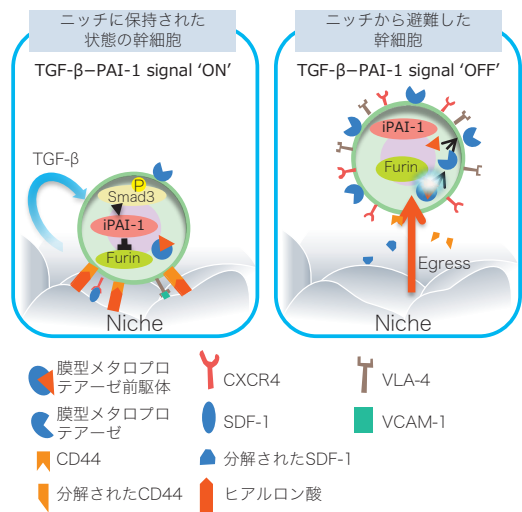 ニッチに保持された
状態の幹細胞
TGF-β−PAI-1 signal ‘ON’
TGF-β
P
Smad3
iPAI-1
Furin
Niche
ニッチから避難した
幹細胞
TGF-β−PAI-1 signal ‘OFF’
iPAI-1
Furin
Egress
Niche
膜型メタロプロ
テアーゼ前駆体
膜型メタロプロ
テアーゼ
CD44
分解されたCD44
CXCR4
SDF-1
分解されたSDF-1
ヒアルロン酸
VLA-4
VCAM-1